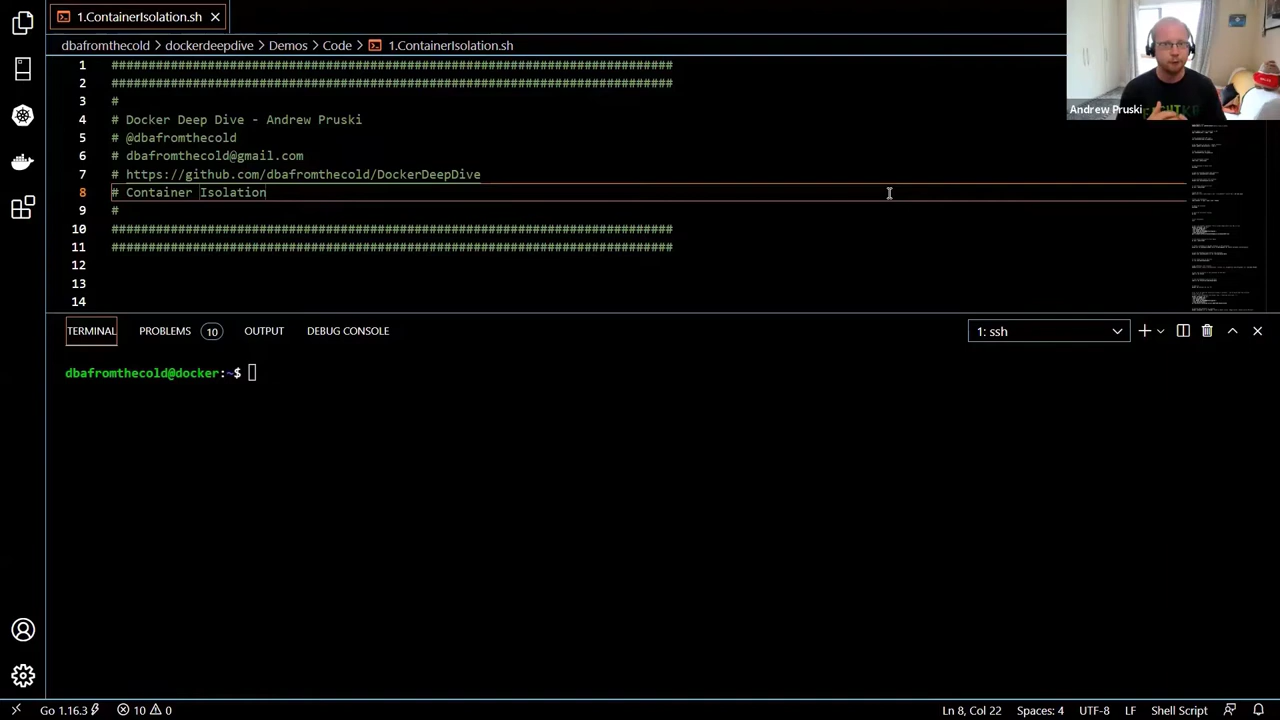 1.ContainerIsolation.sh
dbafromthecold > dockerdeepdive > Demos > Code > 1.ContainerIsolation.sh
1 ############################################################################
2 ############################################################################
3 #
4 # Docker Deep Dive - Andrew Pruski
5 # @dbafromthecold
6 # dbafromthecold@gmail.com
7 # https://github.com/dbafromthecold/DockerDeepDive
8 # Container Isolation
9 #
10 ############################################################################
11 ############################################################################
12
13
14
Andrew Pruski
TERMINAL PROBLEMS 10 OUTPUT DEBUG CONSOLE 1: ssh
dbafromthecold@docker:~$
Go 1.16.3 10 0 Ln 8, Col 22 Spaces: 4 UTF-8 LF Shell Script